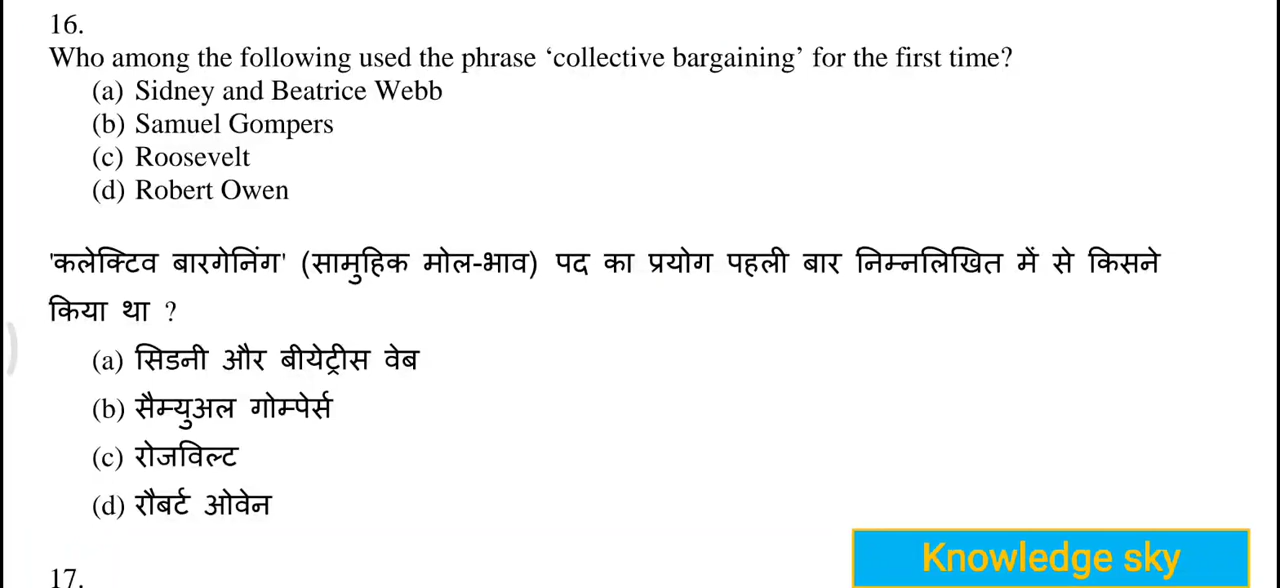 16.
Who among the following used the phrase ‘collective bargaining’ for the first time?
(a) Sidney and Beatrice Webb
(b) Samuel Gompers
(c) Roosevelt
(d) Robert Owen
'कलेक्टिव बारगेनिंग' (सामुहिक मोल-भाव) पद का प्रयोग पहली बार निम्नलिखित में से किसने
किया था ?
(a) सिडनी और बीयेट्रीस वेब
(b) सैम्युअल गोम्पेर्स
(c) रोजविल्ट
(d) रौबर्ट ओवेन
Knowledge sky
17.